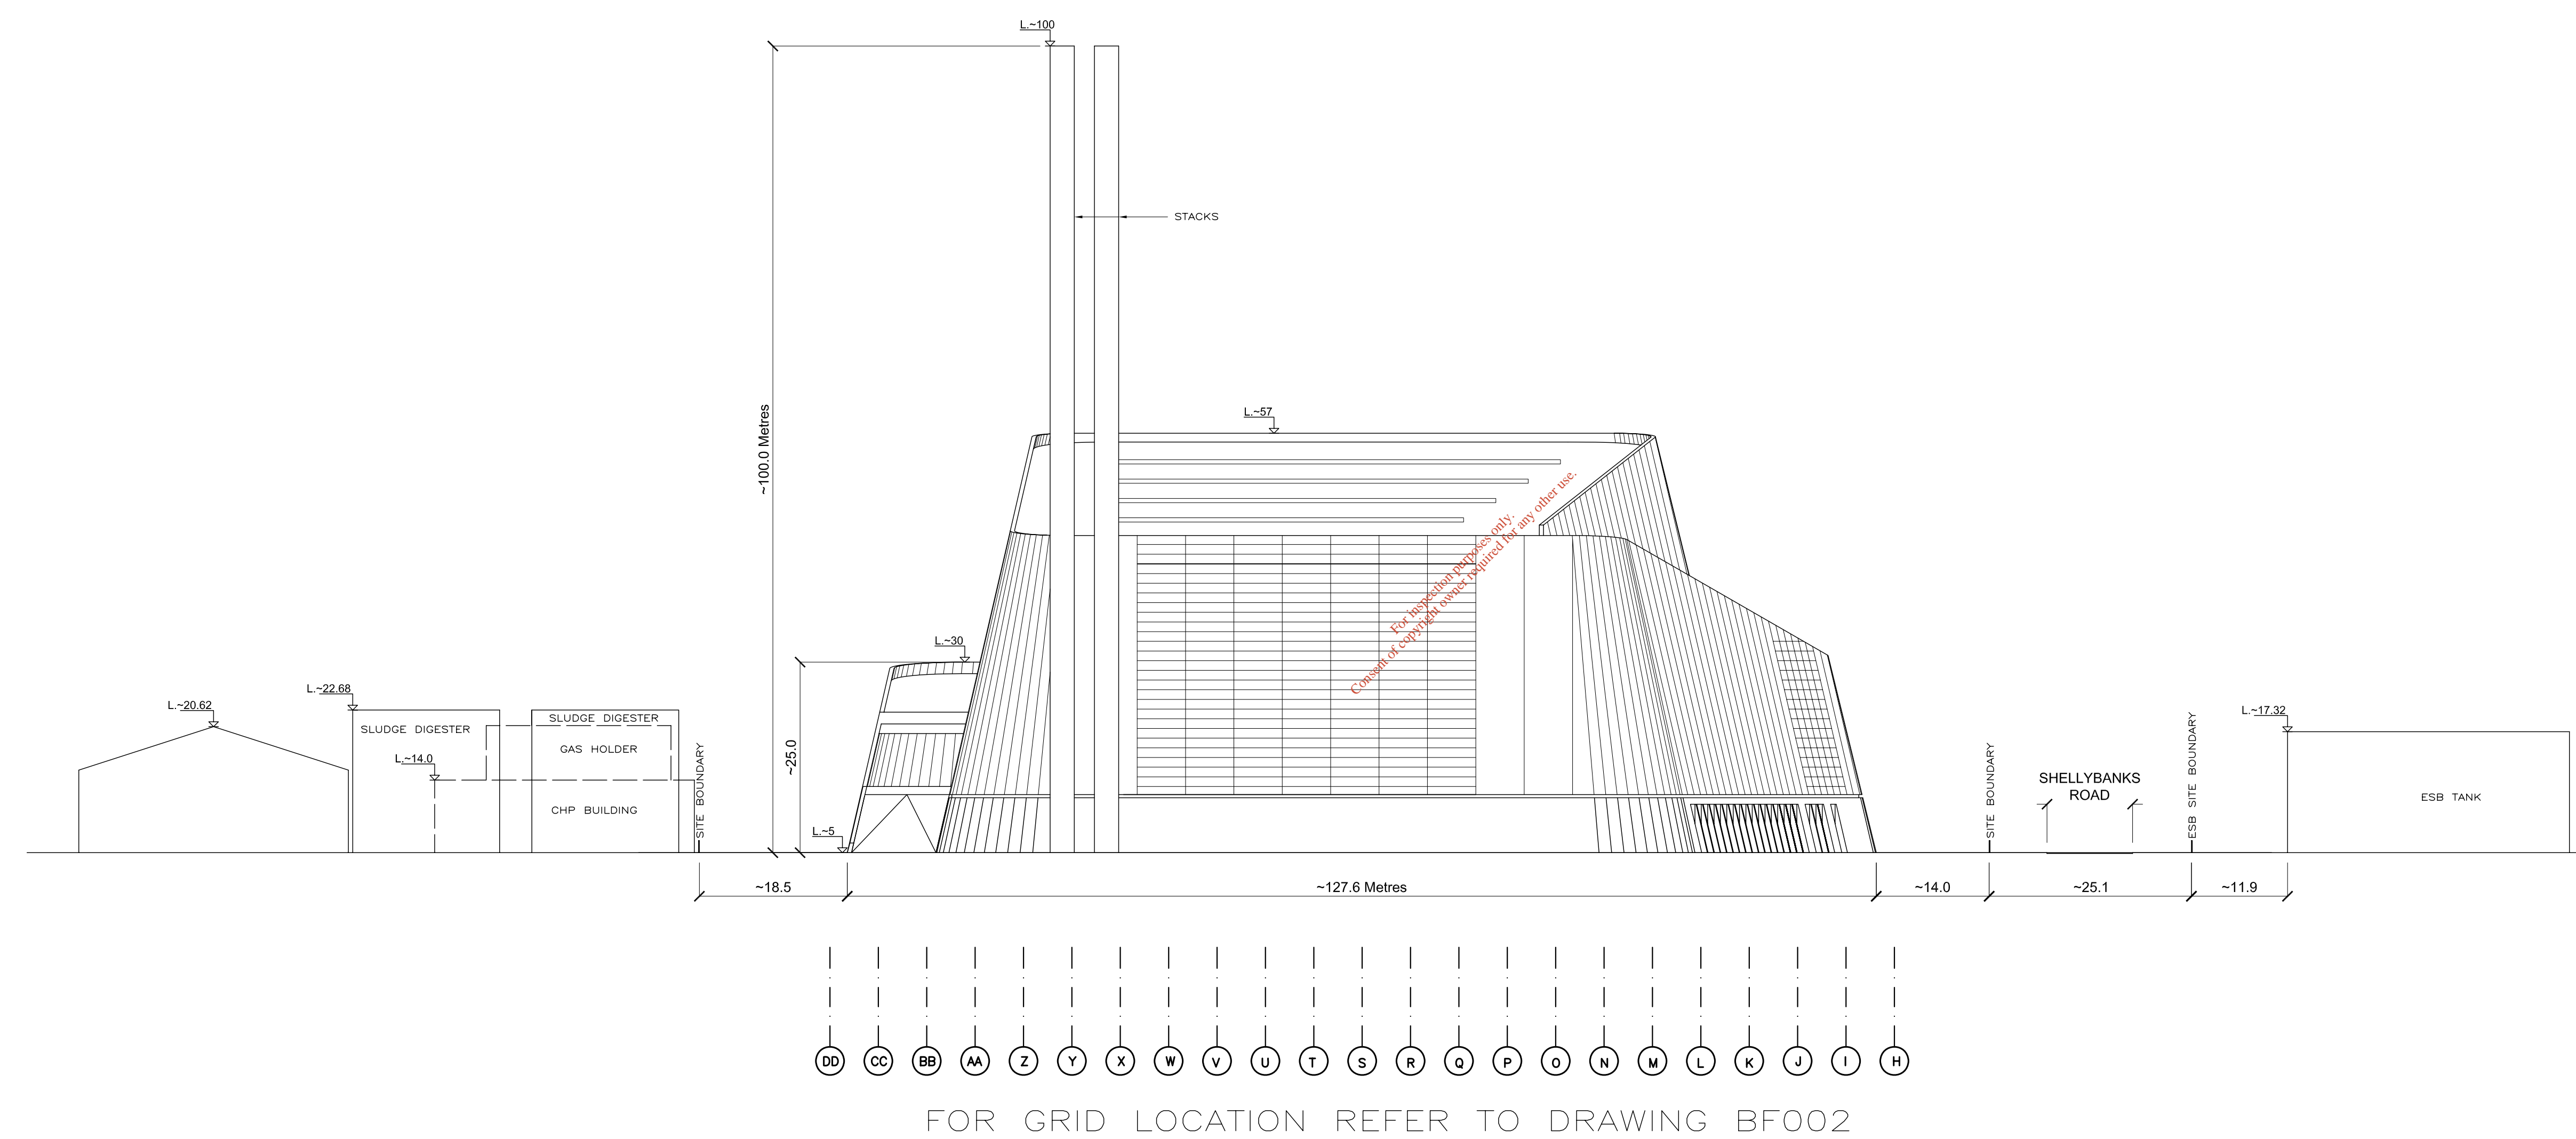 L.~100
STACKS
~100.0 Metres
L.~57
For inspection purposes only.
Consent of copyright owner required for any other use.
L.~30
~25.0
L.~5
L.~20.62
L.~22.68
SLUDGE DIGESTER
L.~14.0
SLUDGE DIGESTER
GAS HOLDER
CHP BUILDING
SITE BOUNDARY
SITE BOUNDARY
SHELLYBANKS
ROAD
ESB SITE BOUNDARY
L.~17.32
ESB TANK
~18.5
~127.6 Metres
~14.0
~25.1
~11.9
DD CC BB AA Z Y X W V U T S R Q P O N M L K J I H
FOR GRID LOCATION REFER TO DRAWING BF002